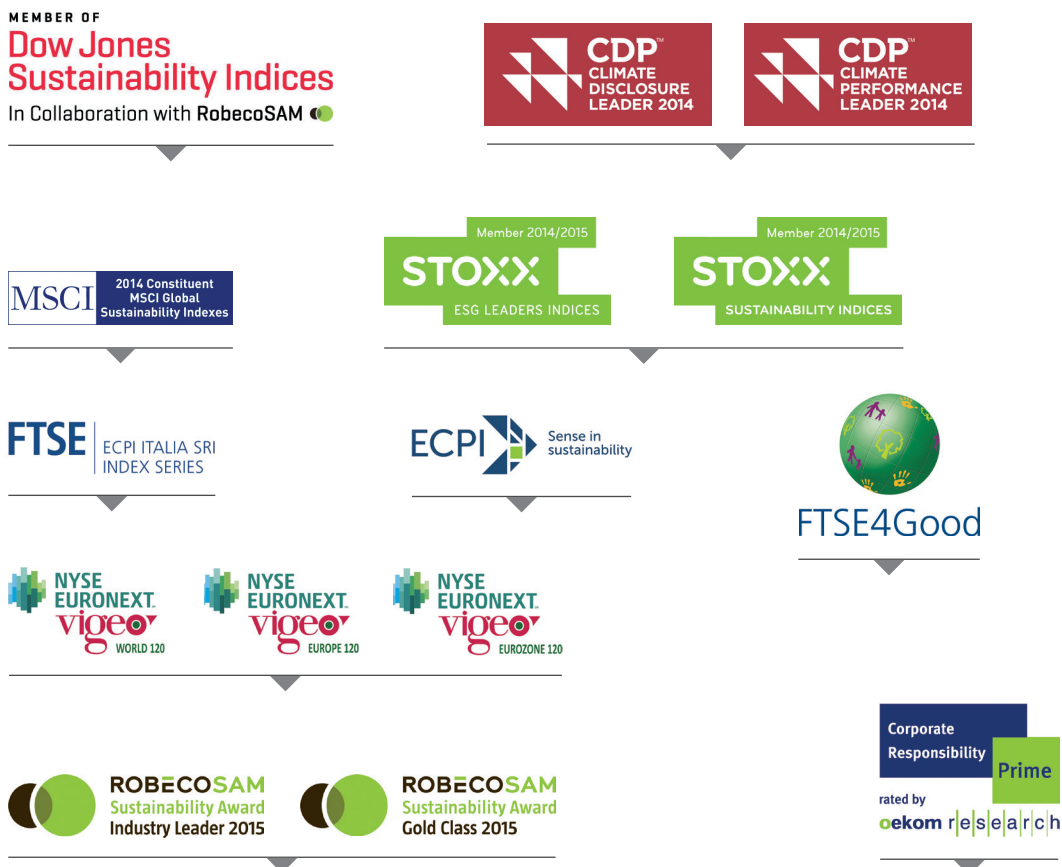 MEMBER OF
Dow Jones
Sustainability Indices
In Collaboration with RobecoSAM
CDP™
CLIMATE
DISCLOSURE
LEADER 2014
CDP™
CLIMATE
PERFORMANCE
LEADER 2014
MSCI
2014 Constituent
MSCI Global
Sustainability Indexes
Member 2014/2015
STOXX
ESG LEADERS INDICES
Member 2014/2015
STOXX
SUSTAINABILITY INDICES
FTSE
ECPI ITALIA SRI
INDEX SERIES
ECPI
Sense in
sustainability
FTSE4Good
NYSE
EURONEXT.
vigeo
WORLD 120
NYSE
EURONEXT.
vigeo
EUROPE 120
NYSE
EURONEXT.
vigeo
EUROZONE 120
ROBECOSAM
Sustainability Award
Industry Leader 2015
ROBECOSAM
Sustainability Award
Gold Class 2015
Corporate
Responsibility
Prime
rated by
oekom r|e|s|e|a|r|c|h